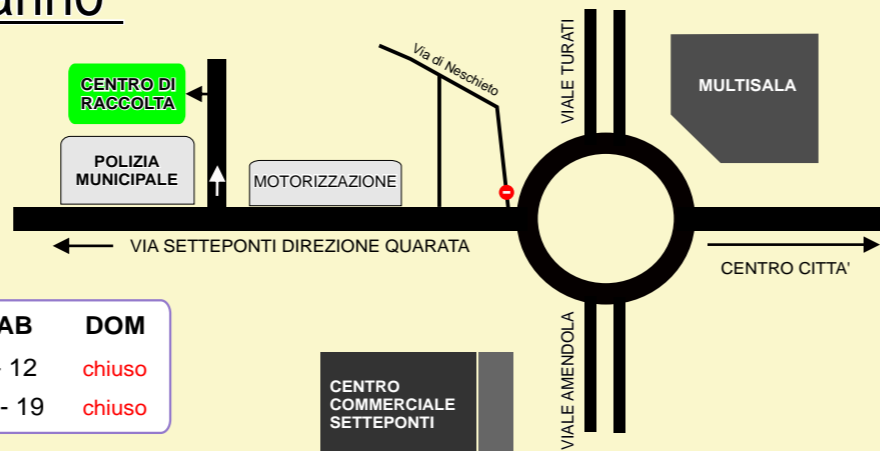 CENTRO DI
RACCOLTA
POLIZIA
MUNICIPALE
MOTORIZZAZIONE
Via di Neschieto
VIALE TURATI
MULTISALA
VIA SETTEPONTI DIREZIONE QUARATA
CENTRO CITTA'
DOM
- 12 chiuso
- 19 chiuso
CENTRO
COMMERCIALE
SETTEPONTI
VIALE AMENDOLA